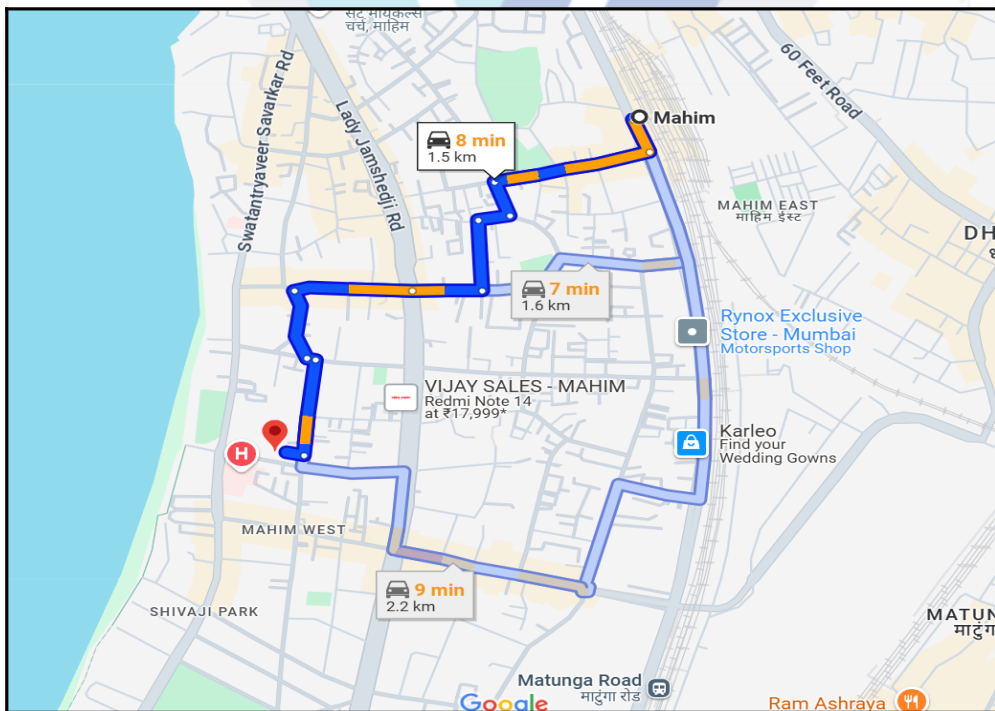 सेंट मायकेल्स
चर्च, माहिम
Swatantryaveer Savarkar Rd
Lady Jamshedji Rd
60 Feet Road
Mahim
8 min
1.5 km
MAHIM EAST
माहिम ईस्ट
DH
7 min
1.6 km
Rynox Exclusive
Store - Mumbai
Motorsports Shop
VIJAY SALES - MAHIM
Redmi Note 14
at ₹17,999*
Karleo
Find your
Wedding Gowns
H
MAHIM WEST
9 min
2.2 km
SHIVAJI PARK
MATUN
माटुंग
Matunga Road
माटुंगा रोड
Google
Ram Ashraya